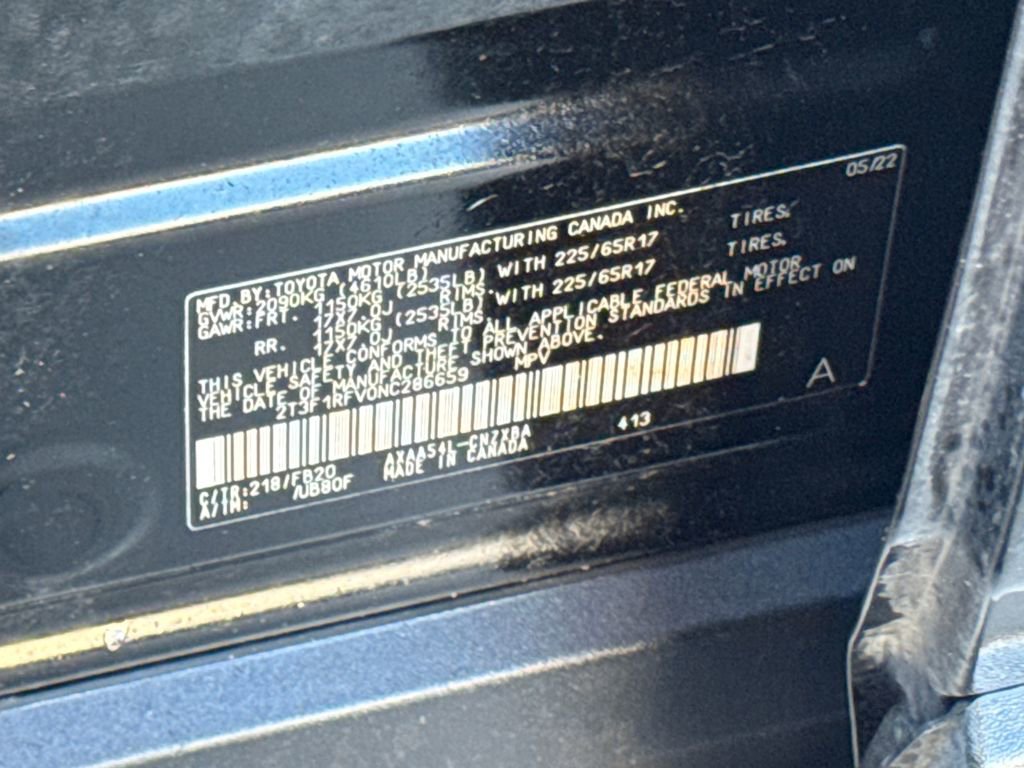 05/22
MFD. BY: TOYOTA MOTOR MANUFACTURING CANADA INC.
GVWR: 2090KG (4610LB)
GAWR: FRT. 1150KG (2535LB) WITH 225/65R17 TIRES,
17X7.0J RIMS.
RR. 1150KG (2535LB) WITH 225/65R17 TIRES,
17X7.0J RIMS.
THIS VEHICLE CONFORMS TO ALL APPLICABLE FEDERAL MOTOR
VEHICLE SAFETY AND THEFT PREVENTION STANDARDS IN EFFECT ON
THE DATE OF MANUFACTURE SHOWN ABOVE.
2T3F1RFV0NC286659 MPV
A
C/TR:218/FB20 AXAA54L-CNZXBA 413
A/TM: /UB80F MADE IN CANADA